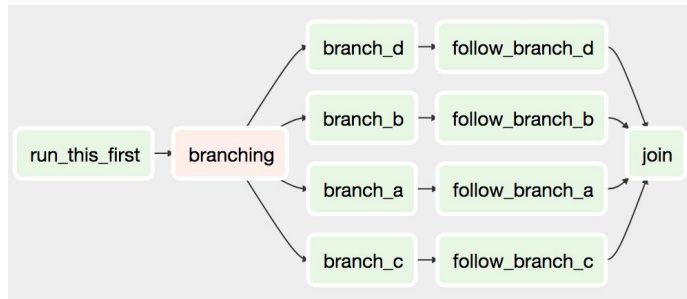 branch_d
follow_branch_d
branch_b
follow_branch_b
run_this_first
branching
join
branch_a
follow_branch_a
branch_c
follow_branch_c